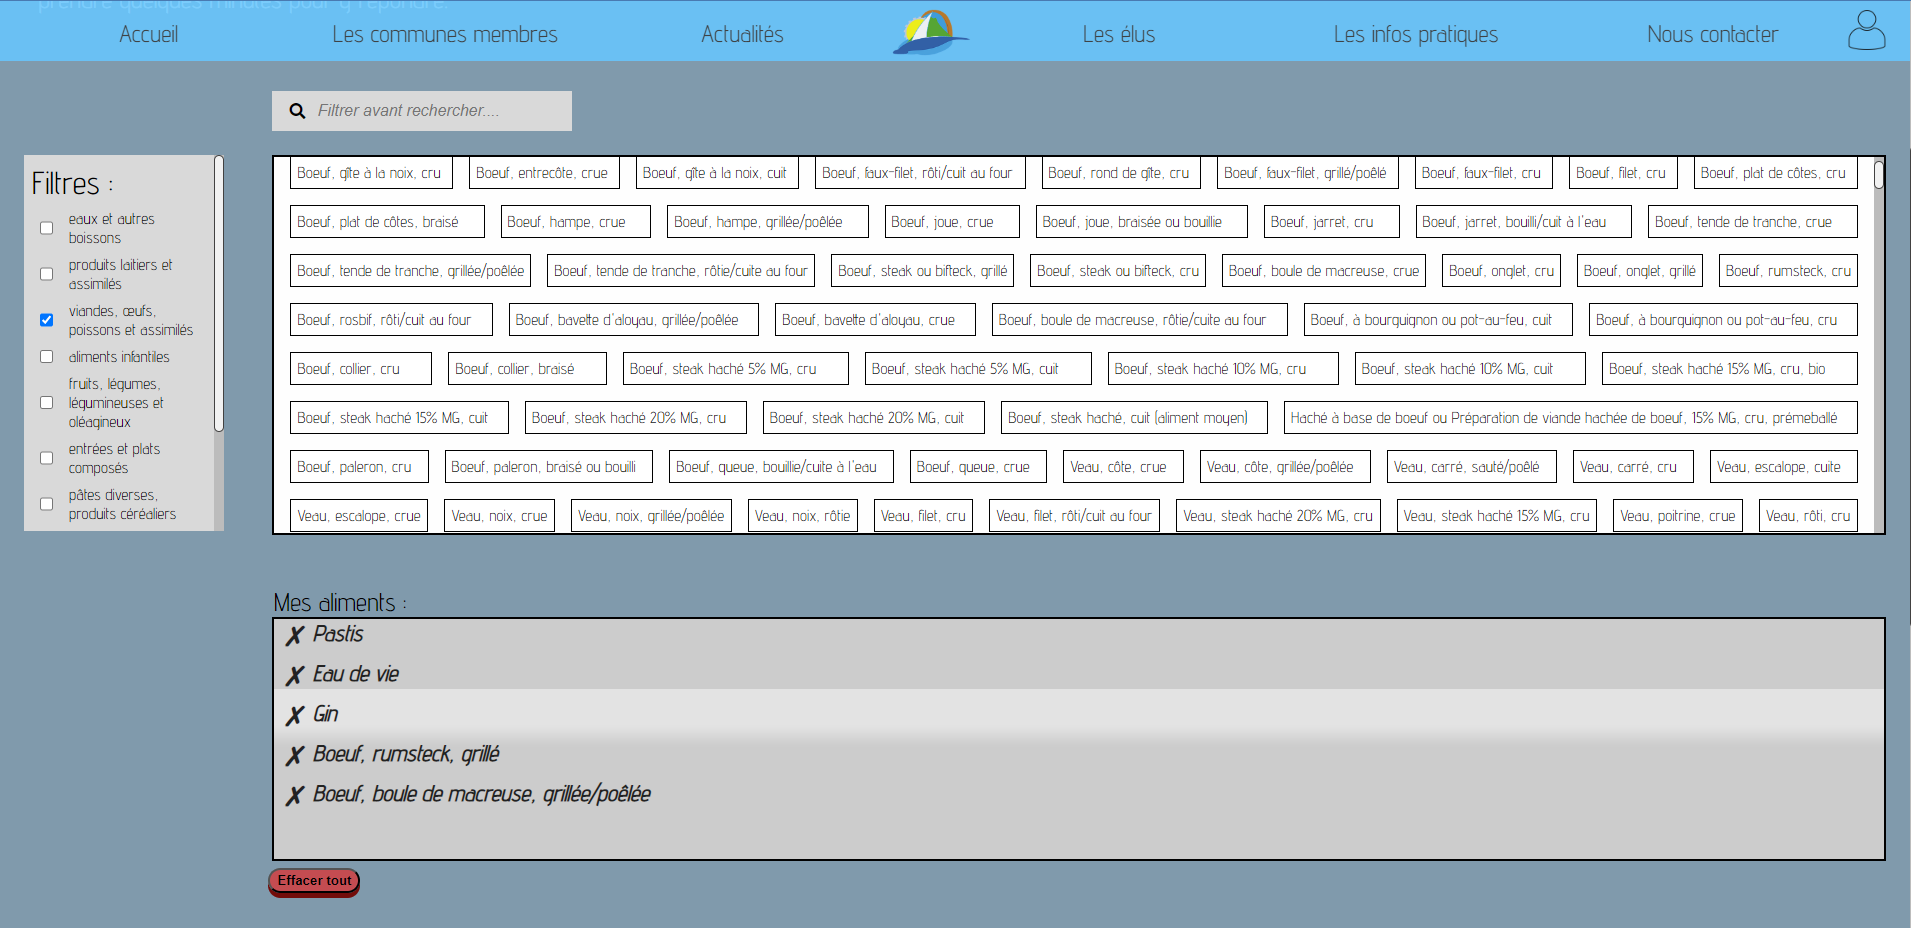 prendre quelques minutes pour y répondre.
Accueil
Les communes membres
Actualités
Les élus
Les infos pratiques
Nous contacter
Filtrer avant rechercher....
Filtres :
eaux et autres
boissons
produits laitiers et
assimilés
viandes, œufs,
poissons et assimilés
aliments infantiles
fruits, légumes,
légumineuses et
oléagineux
entrées et plats
composés
pâtes diverses,
produits céréaliers
Boeuf, gîte à la noix, cru
Boeuf, entrecôte, crue
Boeuf, gîte à la noix, cuit
Boeuf, faux-filet, rôti/cuit au four
Boeuf, rond de gîte, cru
Boeuf, faux-filet, grillé/poêlé
Boeuf, faux-filet, cru
Boeuf, filet, cru
Boeuf, plat de côtes, cru
Boeuf, plat de côtes, braisé
Boeuf, hampe, crue
Boeuf, hampe, grillée/poêlée
Boeuf, joue, crue
Boeuf, joue, braisée ou bouillie
Boeuf, jarret, cru
Boeuf, jarret, bouilli/cuit à l'eau
Boeuf, tende de tranche, crue
Boeuf, tende de tranche, grillée/poêlée
Boeuf, tende de tranche, rôtie/cuite au four
Boeuf, steak ou bifteck, grillé
Boeuf, steak ou bifteck, cru
Boeuf, boule de macreuse, crue
Boeuf, onglet, cru
Boeuf, onglet, grillé
Boeuf, rumsteck, cru
Boeuf, rosbif, rôti/cuit au four
Boeuf, bavette d'aloyau, grillée/poêlée
Boeuf, bavette d'aloyau, crue
Boeuf, boule de macreuse, rôtie/cuite au four
Boeuf, à bourguignon ou pot-au-feu, cuit
Boeuf, à bourguignon ou pot-au-feu, cru
Boeuf, collier, cru
Boeuf, collier, braisé
Boeuf, steak haché 5% MG, cru
Boeuf, steak haché 5% MG, cuit
Boeuf, steak haché 10% MG, cru
Boeuf, steak haché 10% MG, cuit
Boeuf, steak haché 15% MG, cru, bio
Boeuf, steak haché 15% MG, cuit
Boeuf, steak haché 20% MG, cru
Boeuf, steak haché 20% MG, cuit
Boeuf, steak haché, cuit (aliment moyen)
Haché à base de boeuf ou Préparation de viande hachée de boeuf, 15% MG, cru, prémeballé
Boeuf, paleron, cru
Boeuf, paleron, braisé ou bouilli
Boeuf, queue, bouillie/cuite à l'eau
Boeuf, queue, crue
Veau, côte, crue
Veau, côte, grillée/poêlée
Veau, carré, sauté/poêlé
Veau, carré, cru
Veau, escalope, cuite
Veau, escalope, crue
Veau, noix, crue
Veau, noix, grillée/poêlée
Veau, noix, rôtie
Veau, filet, cru
Veau, filet, rôti/cuit au four
Veau, steak haché 20% MG, cru
Veau, steak haché 15% MG, cru
Veau, poitrine, crue
Veau, rôti, cru
Mes aliments :
✗ Pastis
✗ Eau de vie
✗ Gin
✗ Boeuf, rumsteck, grillé
✗ Boeuf, boule de macreuse, grillée/poêlée
Effacer tout